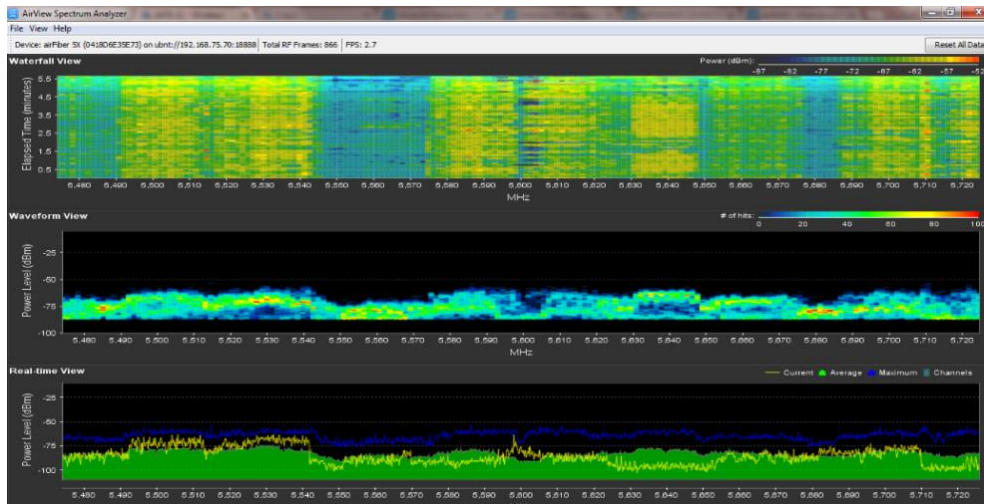 AirView Spectrum Analyzer
File View Help
Device: airFiber 5X (0418D6E35E73) on ubnt://192.168.75.70:18888 Total RF Frames: 866 FPS: 2.7 Reset All Data
Waterfall View Power (dBm):
-87 -82 -77 -72 -67 -62 -57 -52
Elapsed Time (minutes)
5.5
4.5
3.5
2.5
1.5
0.5
5,480 5,490 5,500 5,510 5,520 5,530 5,540 5,550 5,560 5,570 5,580 5,590 5,600 5,610 5,620 5,630 5,640 5,650 5,660 5,670 5,680 5,690 5,700 5,710 5,720
MHz
Waveform View # of hits:
0 20 40 60 80 100
Power Level (dBm)
-25
-50
-75
-100
5,480 5,490 5,500 5,510 5,520 5,530 5,540 5,550 5,560 5,570 5,580 5,590 5,600 5,610 5,620 5,630 5,640 5,650 5,660 5,670 5,680 5,690 5,700 5,710 5,720
MHz
Real-time View Current Average Maximum Channels
Power Level (dBm)
-25
-50
-75
-100
5,480 5,490 5,500 5,510 5,520 5,530 5,540 5,550 5,560 5,570 5,580 5,590 5,600 5,610 5,620 5,630 5,640 5,650 5,660 5,670 5,680 5,690 5,700 5,710 5,720